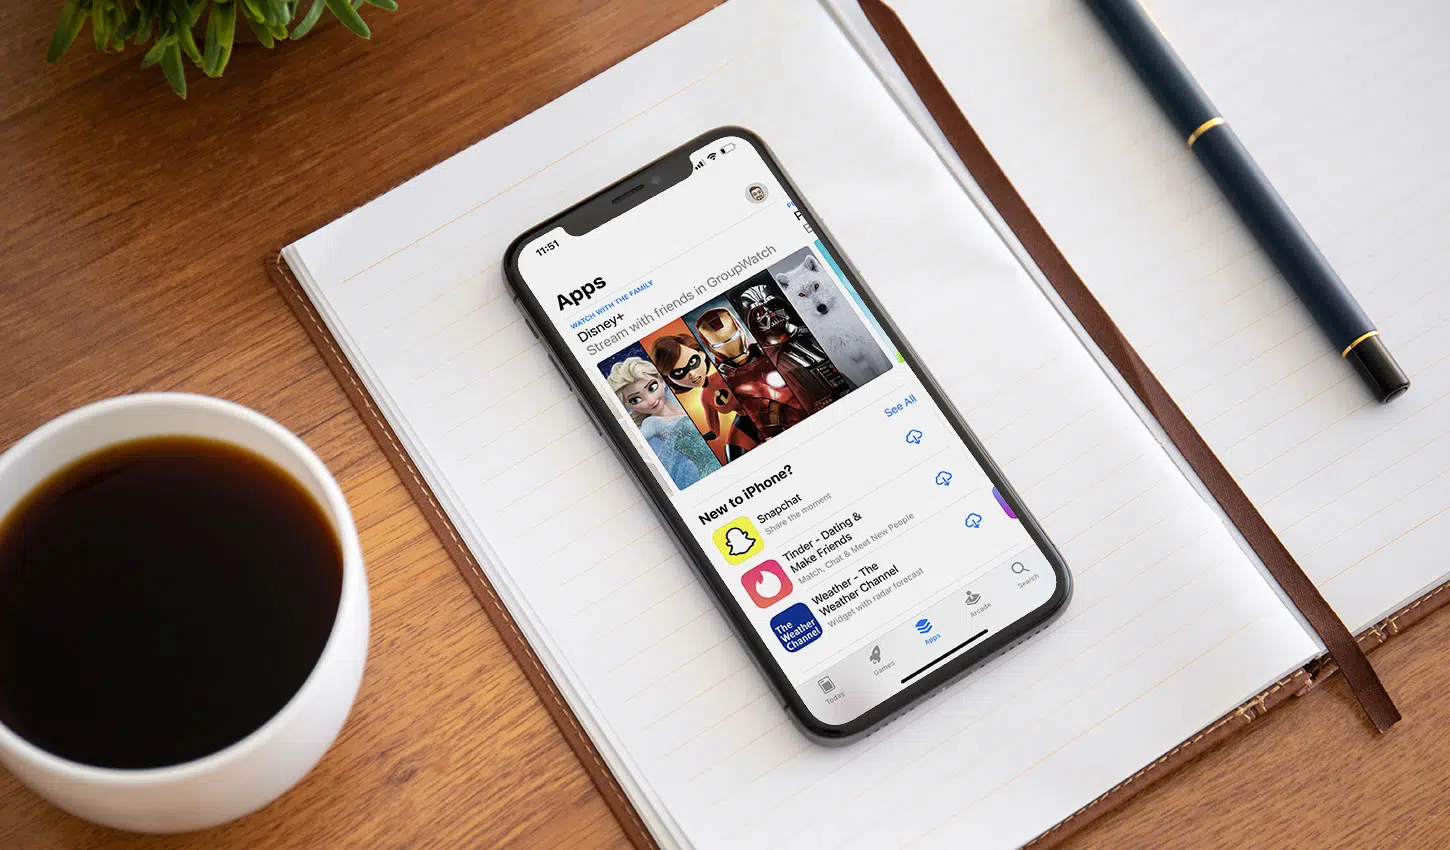 11:51
Apps
WATCH WITH THE FAMILY
Disney+
Stream with friends in GroupWatch
See All
New to iPhone?
Snapchat
Share the moment
Tinder - Dating &
Make Friends
Match, Chat & Meet New People
Weather - The
Weather Channel
Widget with radar forecast
The
Weather
Channel
Today
Games
Apps
Arcade
Search